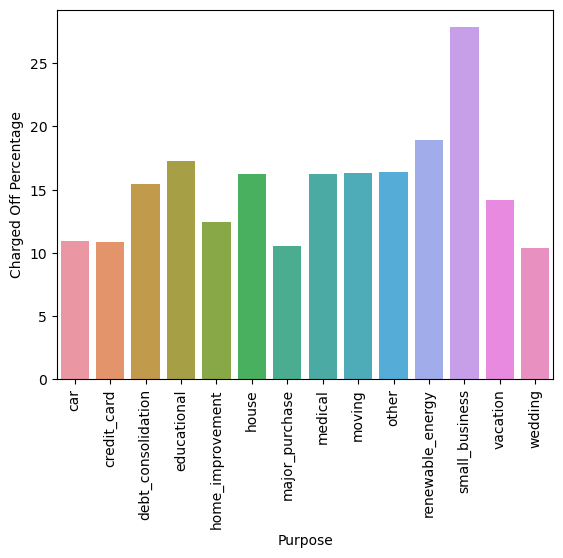 Charged Off Percentage
25
20
15
10
5
0
car
credit_card
debt_consolidation
educational
home_improvement
house
major_purchase
medical
moving
other
renewable_energy
small_business
vacation
wedding
Purpose